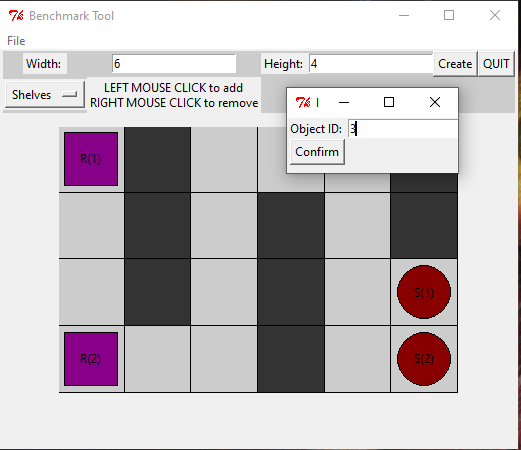 Benchmark Tool
File
Width: 6 Height: 4 Create QUIT
Shelves
LEFT MOUSE CLICK to add
RIGHT MOUSE CLICK to remove
I
Object ID: 3
Confirm
R(1)
S(1)
R(2) S(2)